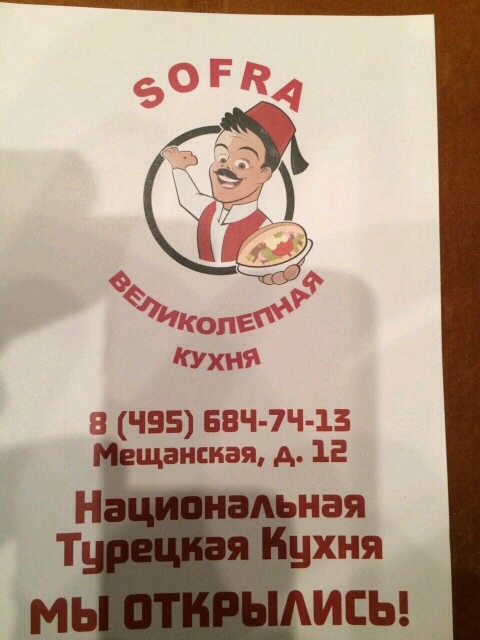 SOFRA
ВЕЛИКОЛЕПНАЯ
КУХНЯ
8 (495) 684-74-13
Мещанская, д. 12
Национальная
Турецкая Кухня
МЫ ОТКРЫЛИСЬ!